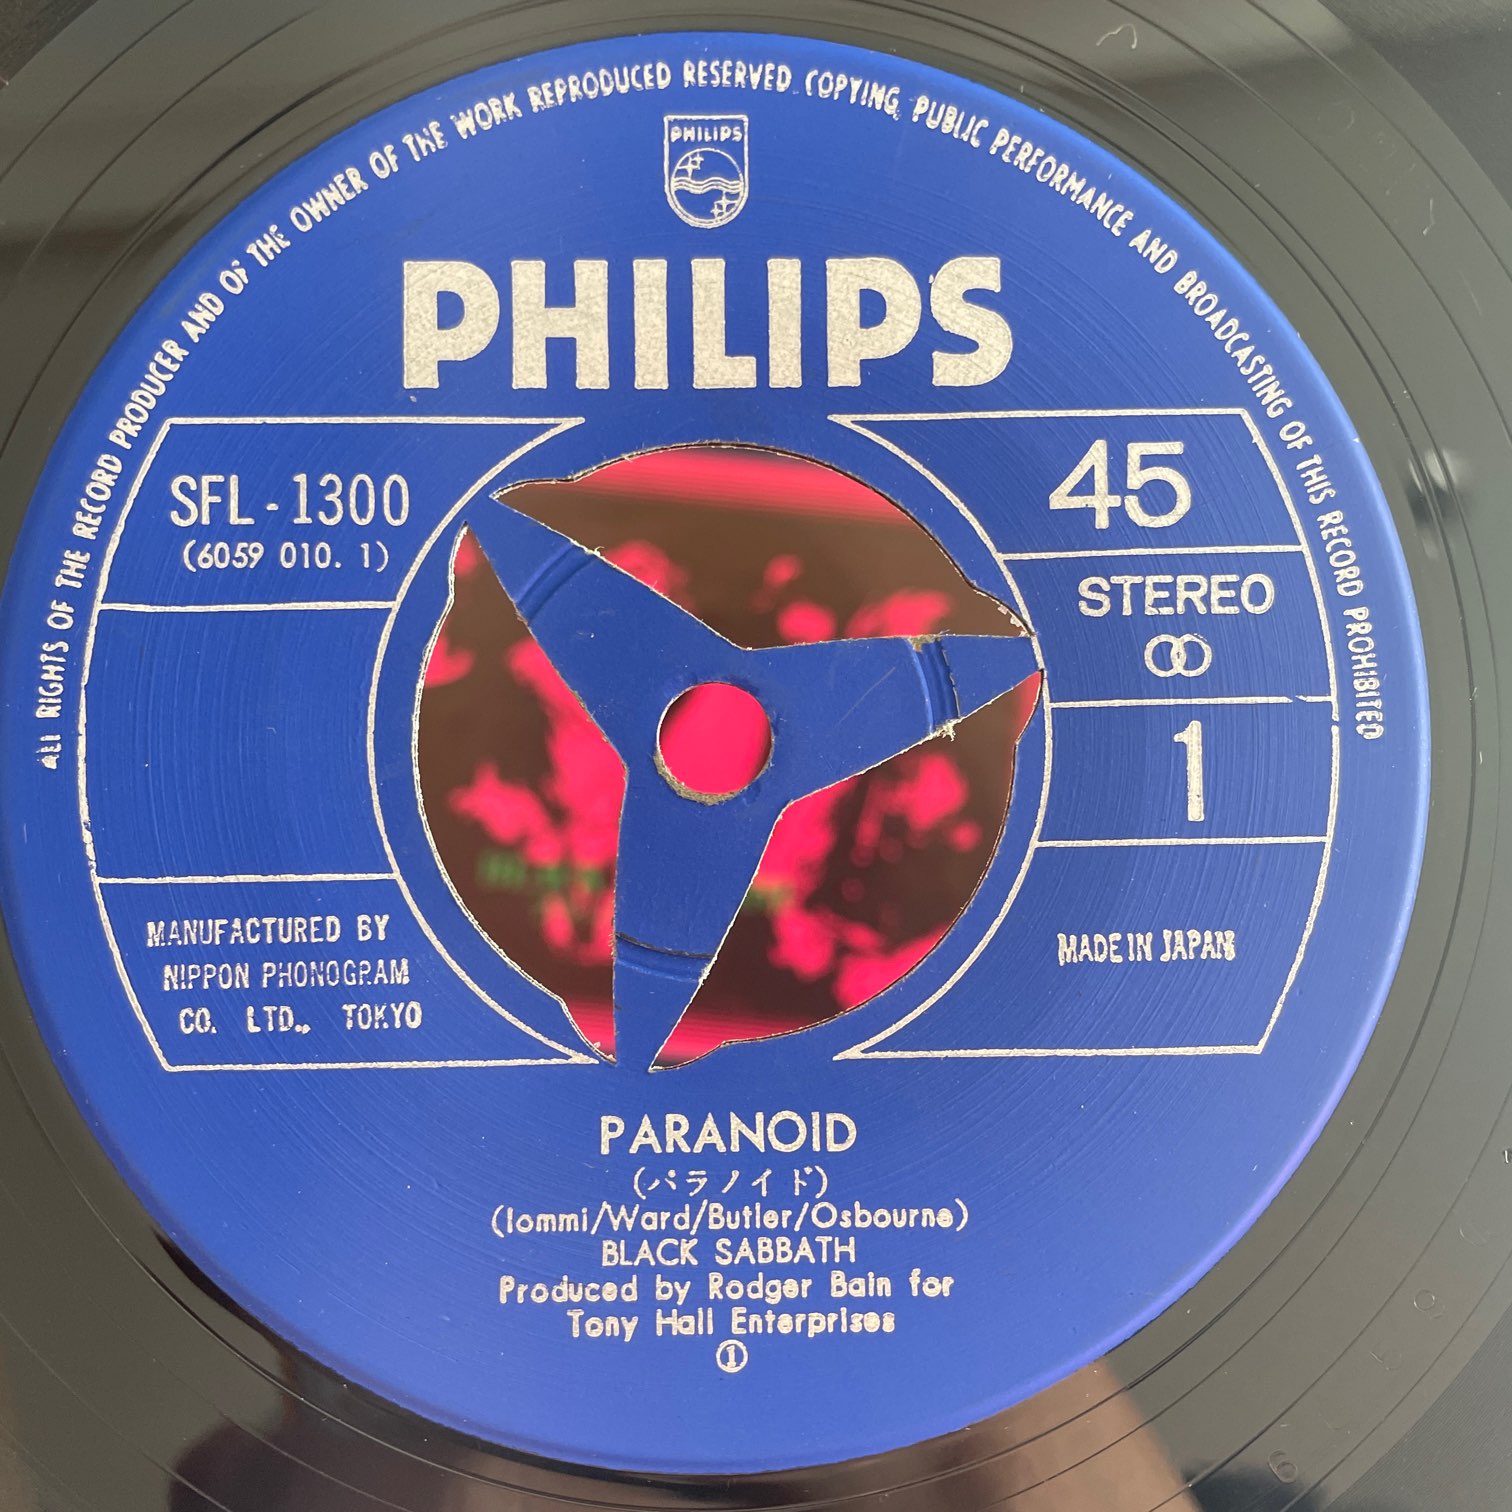 ALL RIGHTS OF THE RECORD PRODUCER AND OF THE OWNER OF THE WORK REPRODUCED RESERVED. COPYING, PUBLIC PERFORMANCE AND BROADCASTING OF THIS RECORD PROHIBITED
PHILIPS
PHILIPS
SFL-1300
(6059 010. 1)
45
STEREO
1
MANUFACTURED BY
NIPPON PHONOGRAM
CO. LTD., TOKYO
MADE IN JAPAN
PARANOID
(パラノイド)
(Iommi/Ward/Butler/Osbourne)
BLACK SABBATH
Produced by Rodger Bain for
Tony Hall Enterprises
①